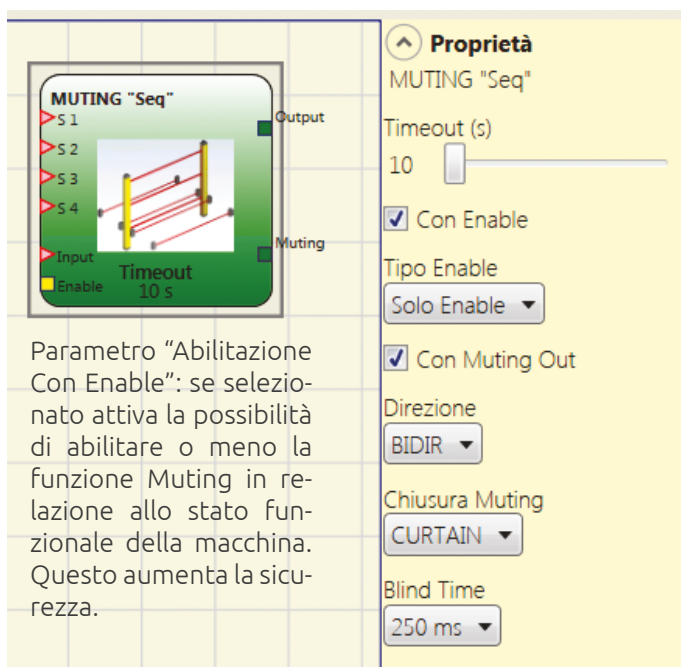 MUTING "Seq"
S 1
S 2
S 3
S 4
Input
Enable
Output
Muting
Timeout
10 s
Parametro “Abilitazione
Con Enable”: se selezio-
nato attiva la possibilità
di abilitare o meno la
funzione Muting in re-
lazione allo stato fun-
zionale della macchina.
Questo aumenta la sicu-
rezza.
Proprietà
MUTING "Seq"
Timeout (s)
10
Con Enable
Tipo Enable
Solo Enable
Con Muting Out
Direzione
BIDIR
Chiusura Muting
CURTAIN
Blind Time
250 ms